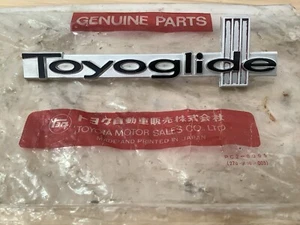 GENUINE PARTS
Toyoglide
トヨタ自動車販売株式会社
TOYOTA MOTOR SALES CO., LTD.
MADE AND PRINTED IN JAPAN